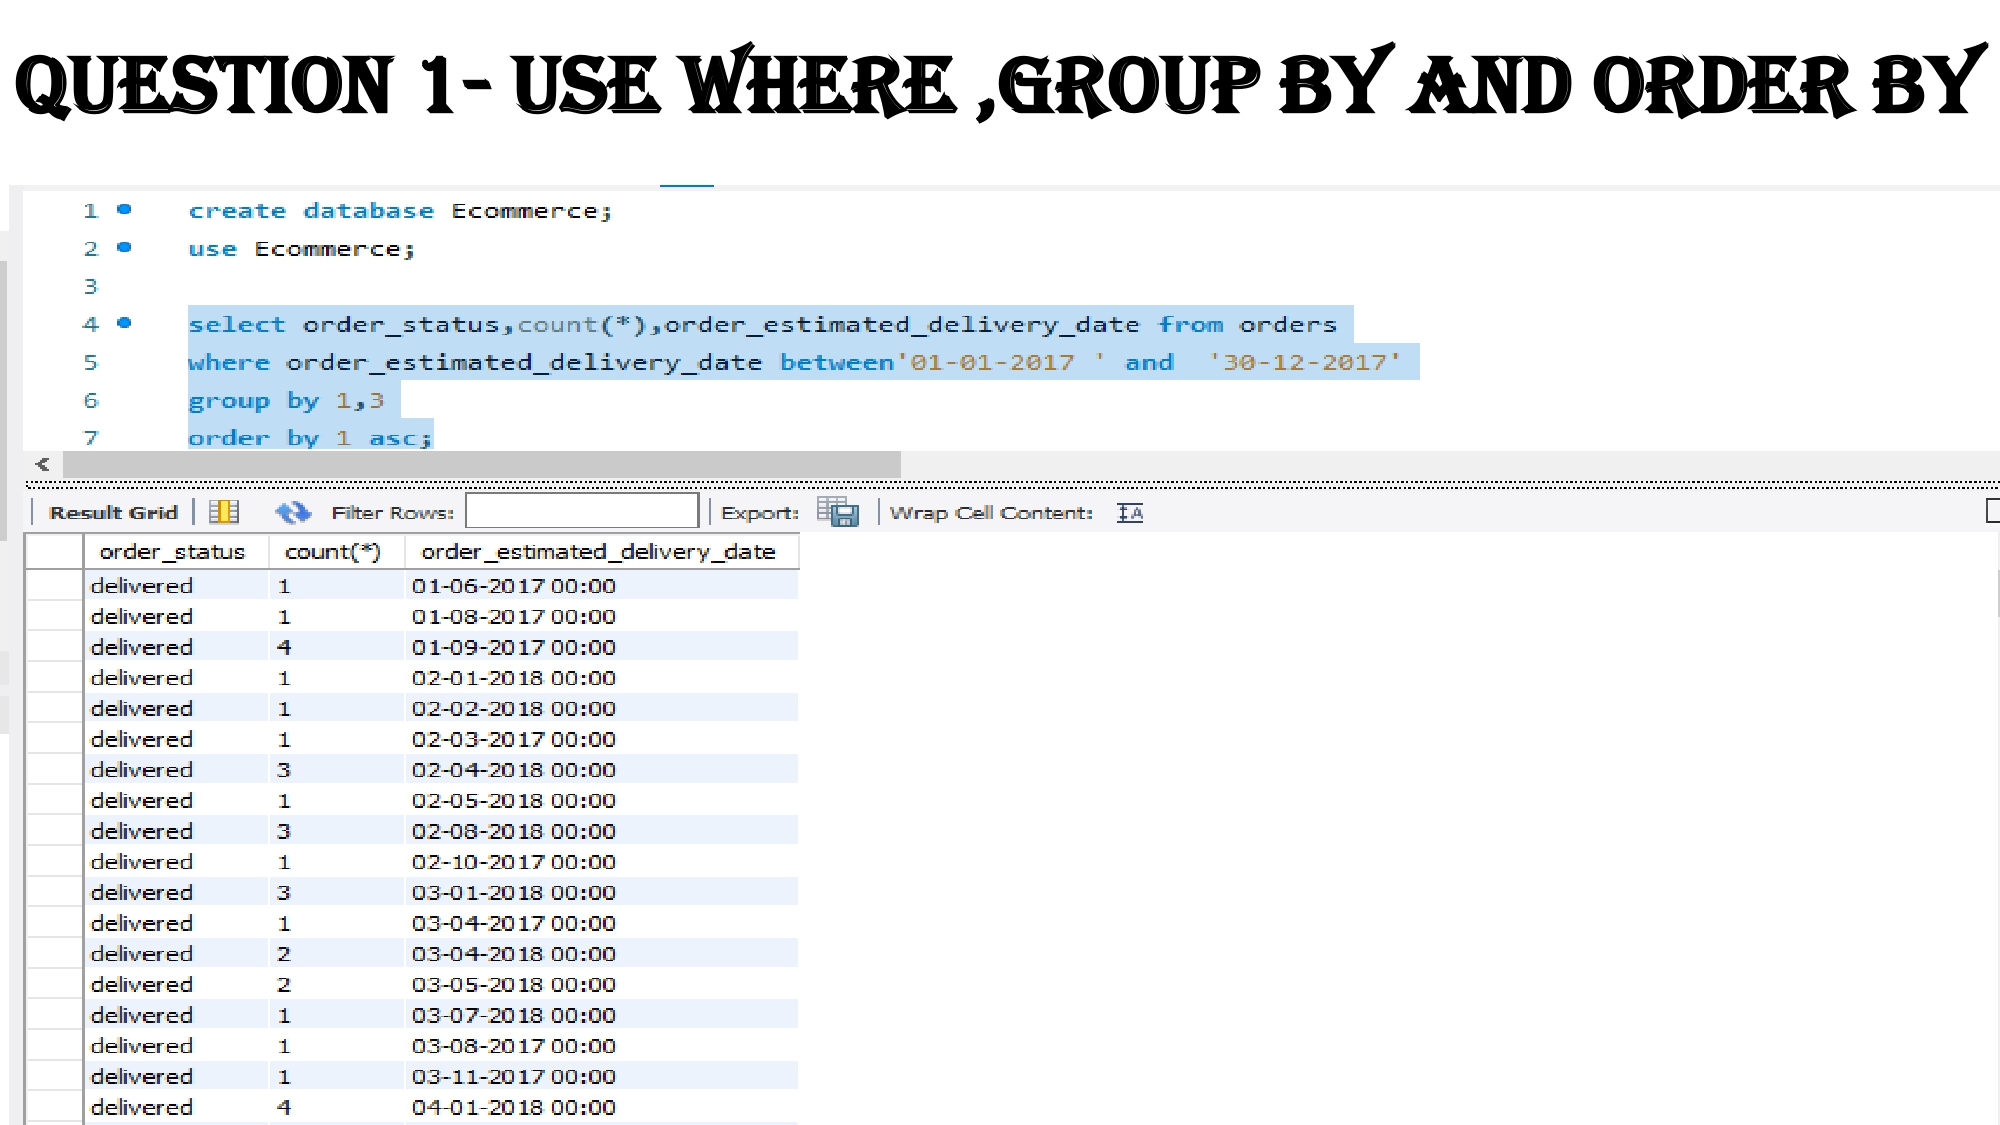 QUESTION 1- USE WHERE ,GROUP BY AND ORDER BY
1 create database Ecommerce;
2 use Ecommerce;
3
4 select order_status,count(*),order_estimated_delivery_date from orders
5 where order_estimated_delivery_date between'01-01-2017 ' and  '30-12-2017'
6 group by 1,3
7 order by 1 asc;
Result Grid Filter Rows: Export: Wrap Cell Content:
order_status count(*) order_estimated_delivery_date
delivered 1 01-06-2017 00:00
delivered 1 01-08-2017 00:00
delivered 4 01-09-2017 00:00
delivered 1 02-01-2018 00:00
delivered 1 02-02-2018 00:00
delivered 1 02-03-2017 00:00
delivered 3 02-04-2018 00:00
delivered 1 02-05-2018 00:00
delivered 3 02-08-2018 00:00
delivered 1 02-10-2017 00:00
delivered 3 03-01-2018 00:00
delivered 1 03-04-2017 00:00
delivered 2 03-04-2018 00:00
delivered 2 03-05-2018 00:00
delivered 1 03-07-2018 00:00
delivered 1 03-08-2017 00:00
delivered 1 03-11-2017 00:00
delivered 4 04-01-2018 00:00